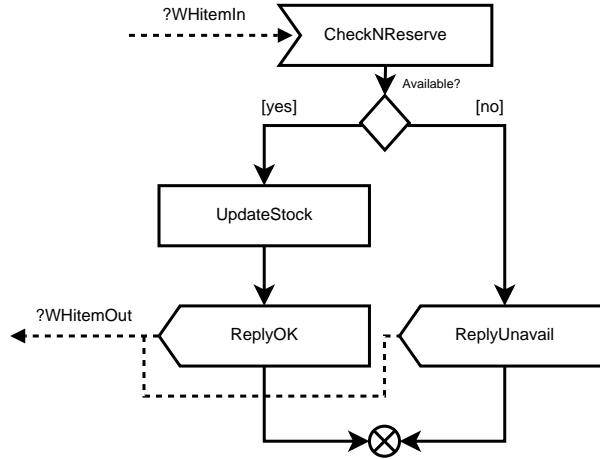 ?WHitemIn
CheckNReserve
Available?
[yes]
[no]
UpdateStock
?WHitemOut
ReplyOK
ReplyUnavail